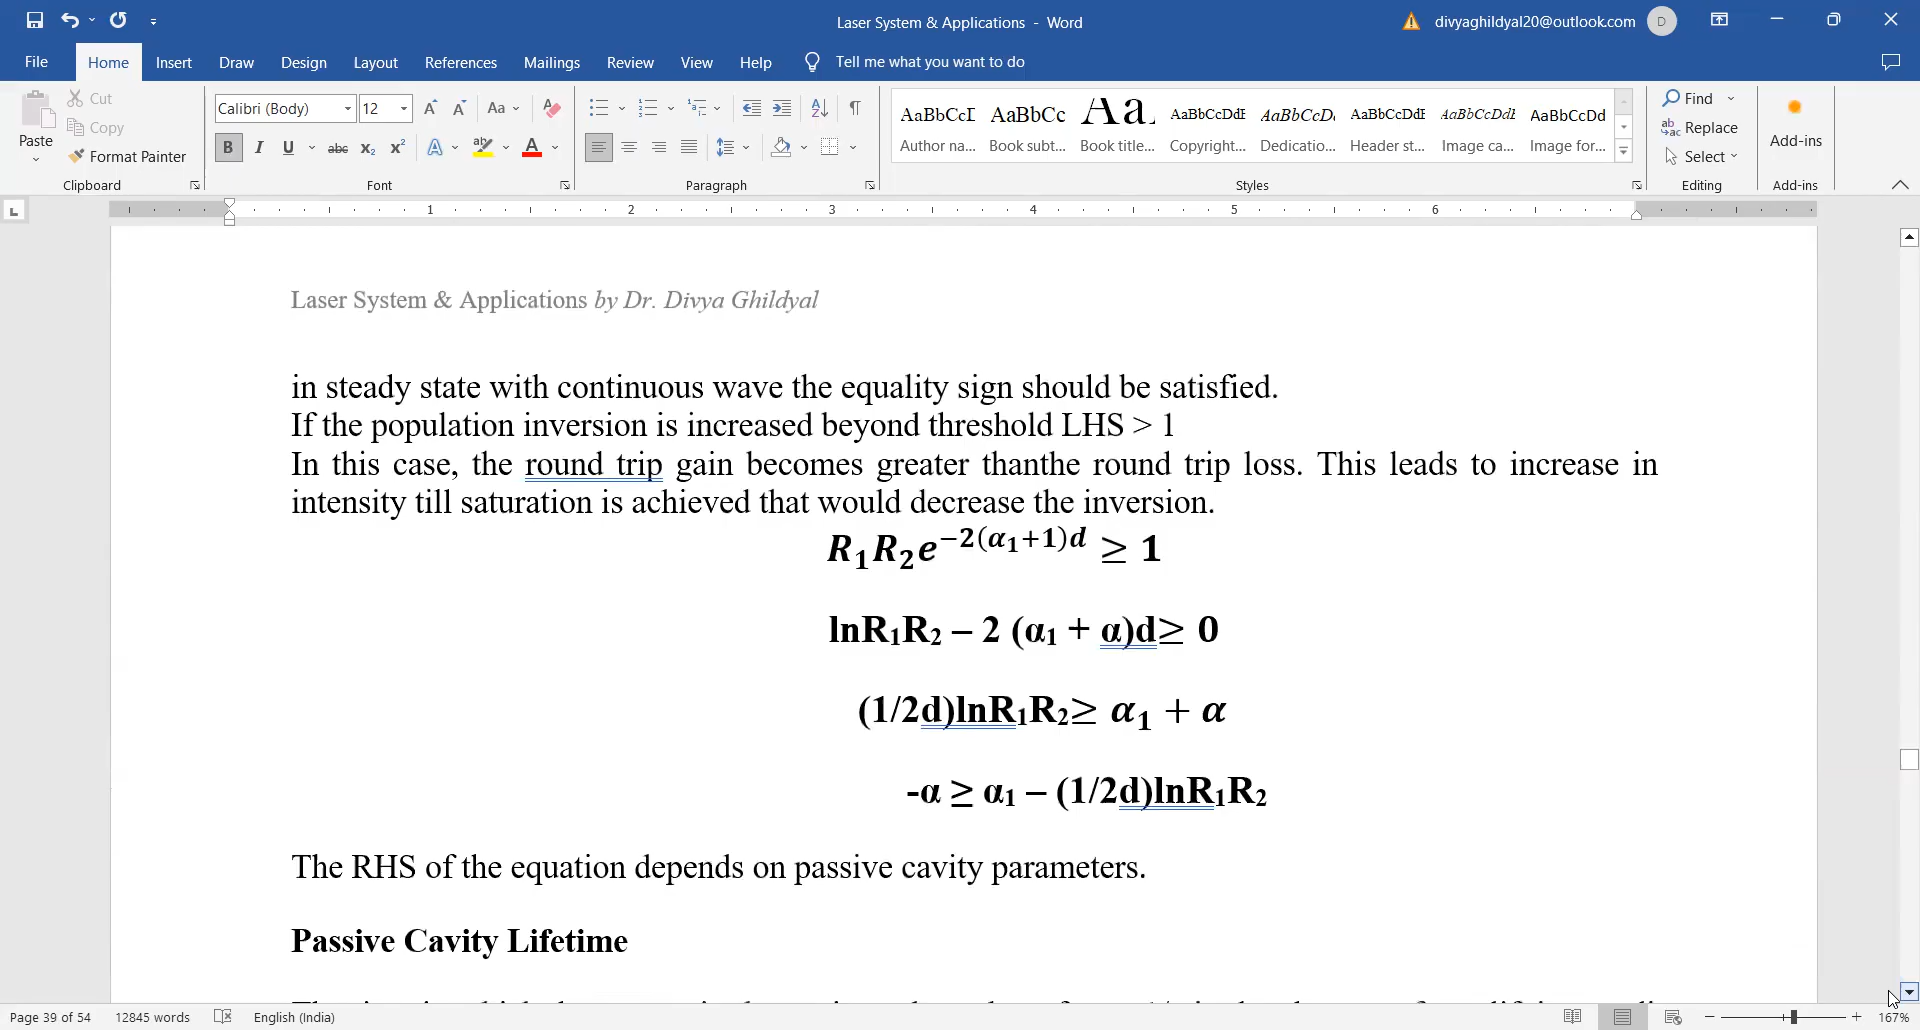 Laser System & Applications - Word
divyaghildyal20@outlook.com
D
File Home Insert Draw Design Layout References Mailings Review View Help Tell me what you want to do
Paste
Cut
Copy
Format Painter
Clipboard
Calibri (Body) 12
Font
Paragraph
AaBbCcD AaBbCc Aa. AaBbCcDdE AaBbCcD AaBbCcDdE AaBbCcDdE AaBbCcDd
Author na... Book subt... Book title... Copyright... Dedicatio... Header st... Image ca... Image for...
Styles
Find
Replace
Select
Editing
Add-ins
Add-ins
1 2 3 4 5 6
Laser System & Applications by Dr. Divya Ghildyal
in steady state with continuous wave the equality sign should be satisfied.
If the population inversion is increased beyond threshold LHS > 1
In this case, the round trip gain becomes greater thanthe round trip loss. This leads to increase in
intensity till saturation is achieved that would decrease the inversion.
R₁R₂e^{−2(α₁+1)d} ≥ 1
lnR₁R₂ – 2 (α₁ + α)d≥ 0
(1/2d)lnR₁R₂≥ α₁ + α
-α ≥ α₁ – (1/2d)lnR₁R₂
The RHS of the equation depends on passive cavity parameters.
Passive Cavity Lifetime
Page 39 of 54 12845 words English (India) 167%